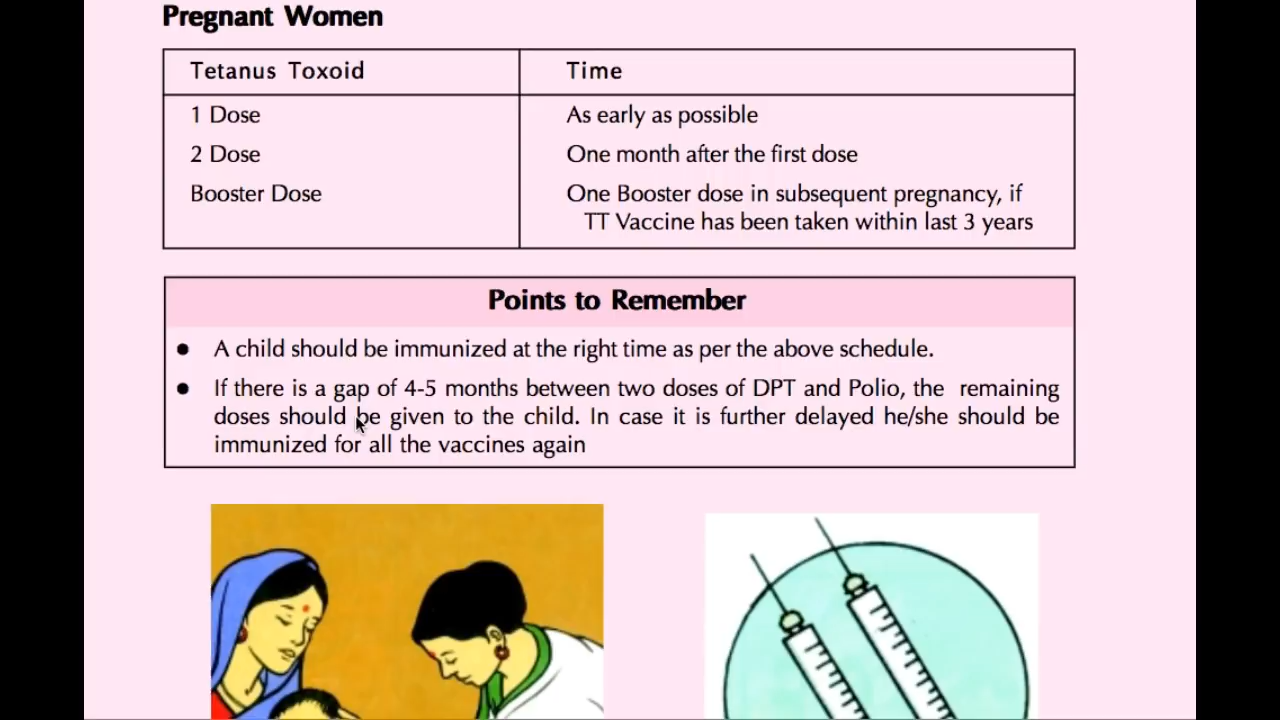 Pregnant Women
Tetanus Toxoid Time
1 Dose As early as possible
2 Dose One month after the first dose
Booster Dose One Booster dose in subsequent pregnancy, if
TT Vaccine has been taken within last 3 years
Points to Remember
● A child should be immunized at the right time as per the above schedule.
● If there is a gap of 4-5 months between two doses of DPT and Polio, the remaining
doses should be given to the child. In case it is further delayed he/she should be
immunized for all the vaccines again